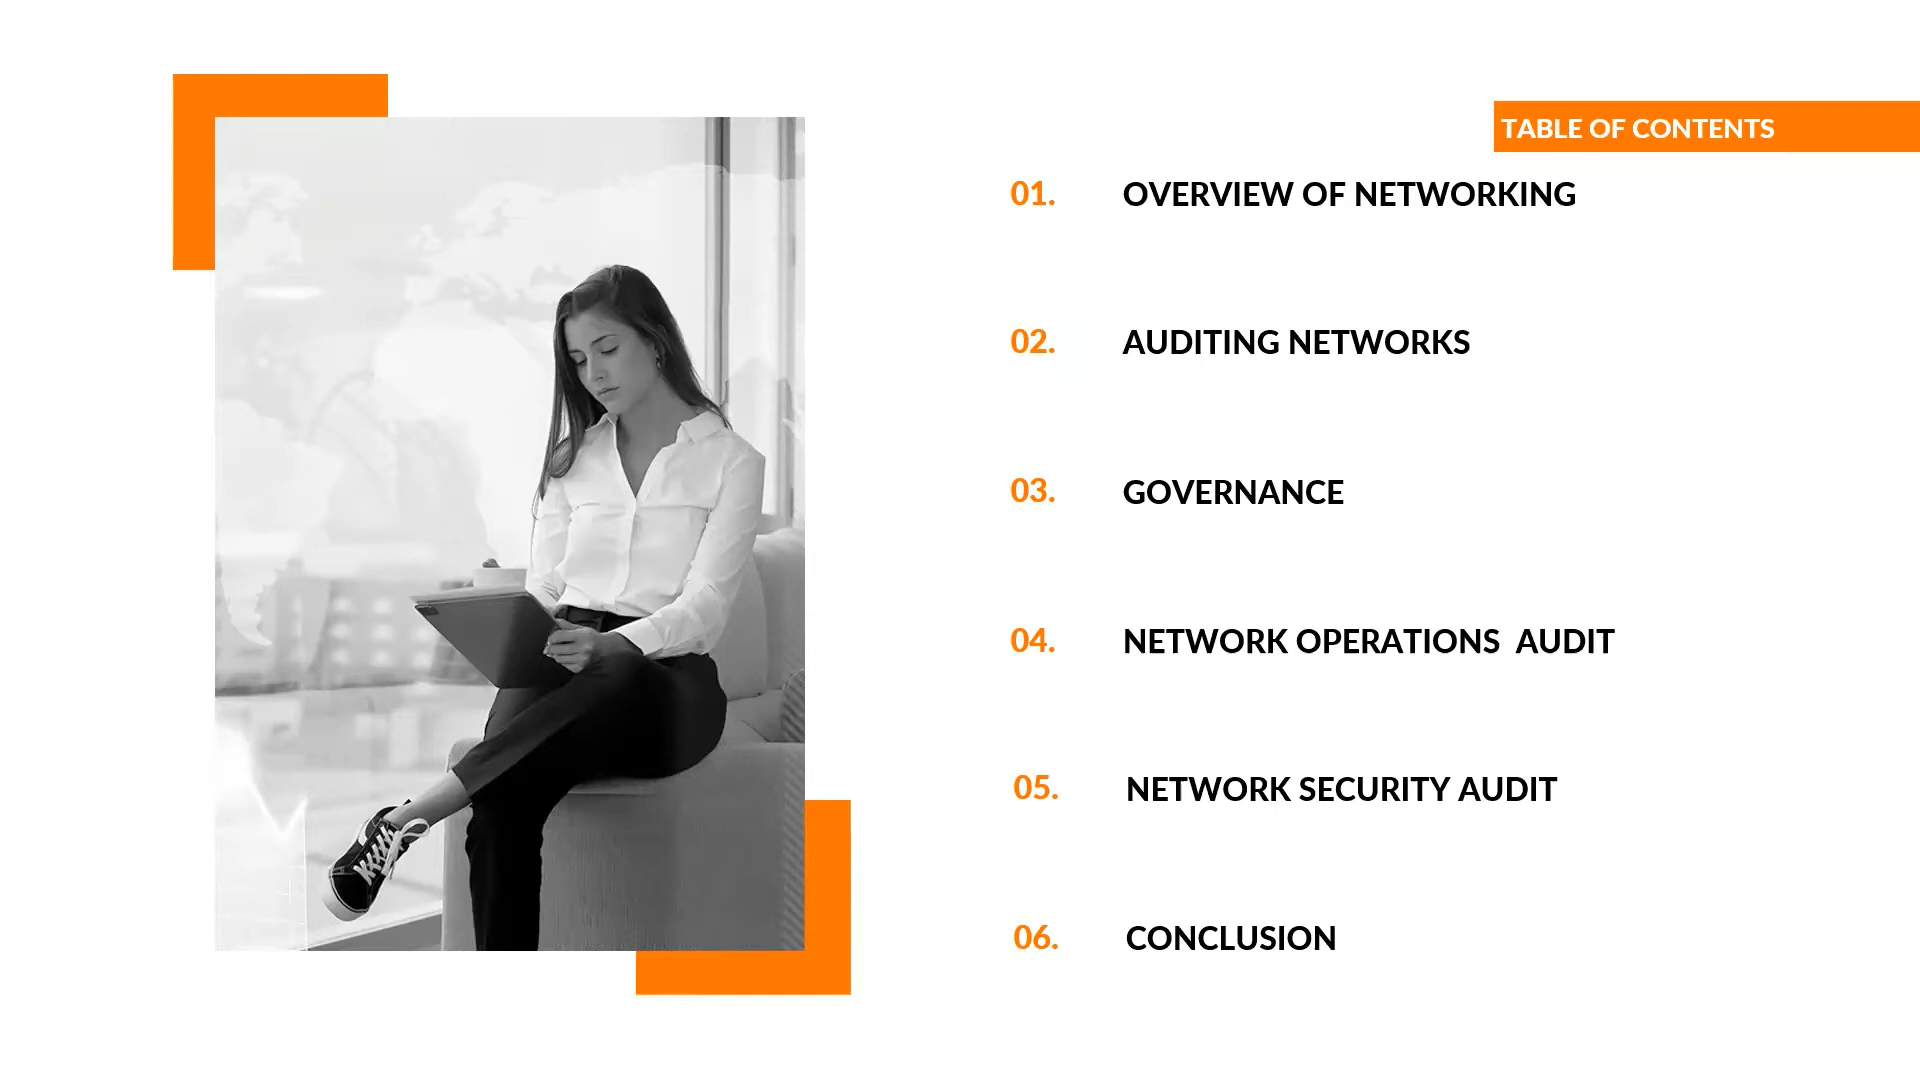 TABLE OF CONTENTS
01. OVERVIEW OF NETWORKING
02. AUDITING NETWORKS
03. GOVERNANCE
04. NETWORK OPERATIONS  AUDIT
05. NETWORK SECURITY AUDIT
06. CONCLUSION